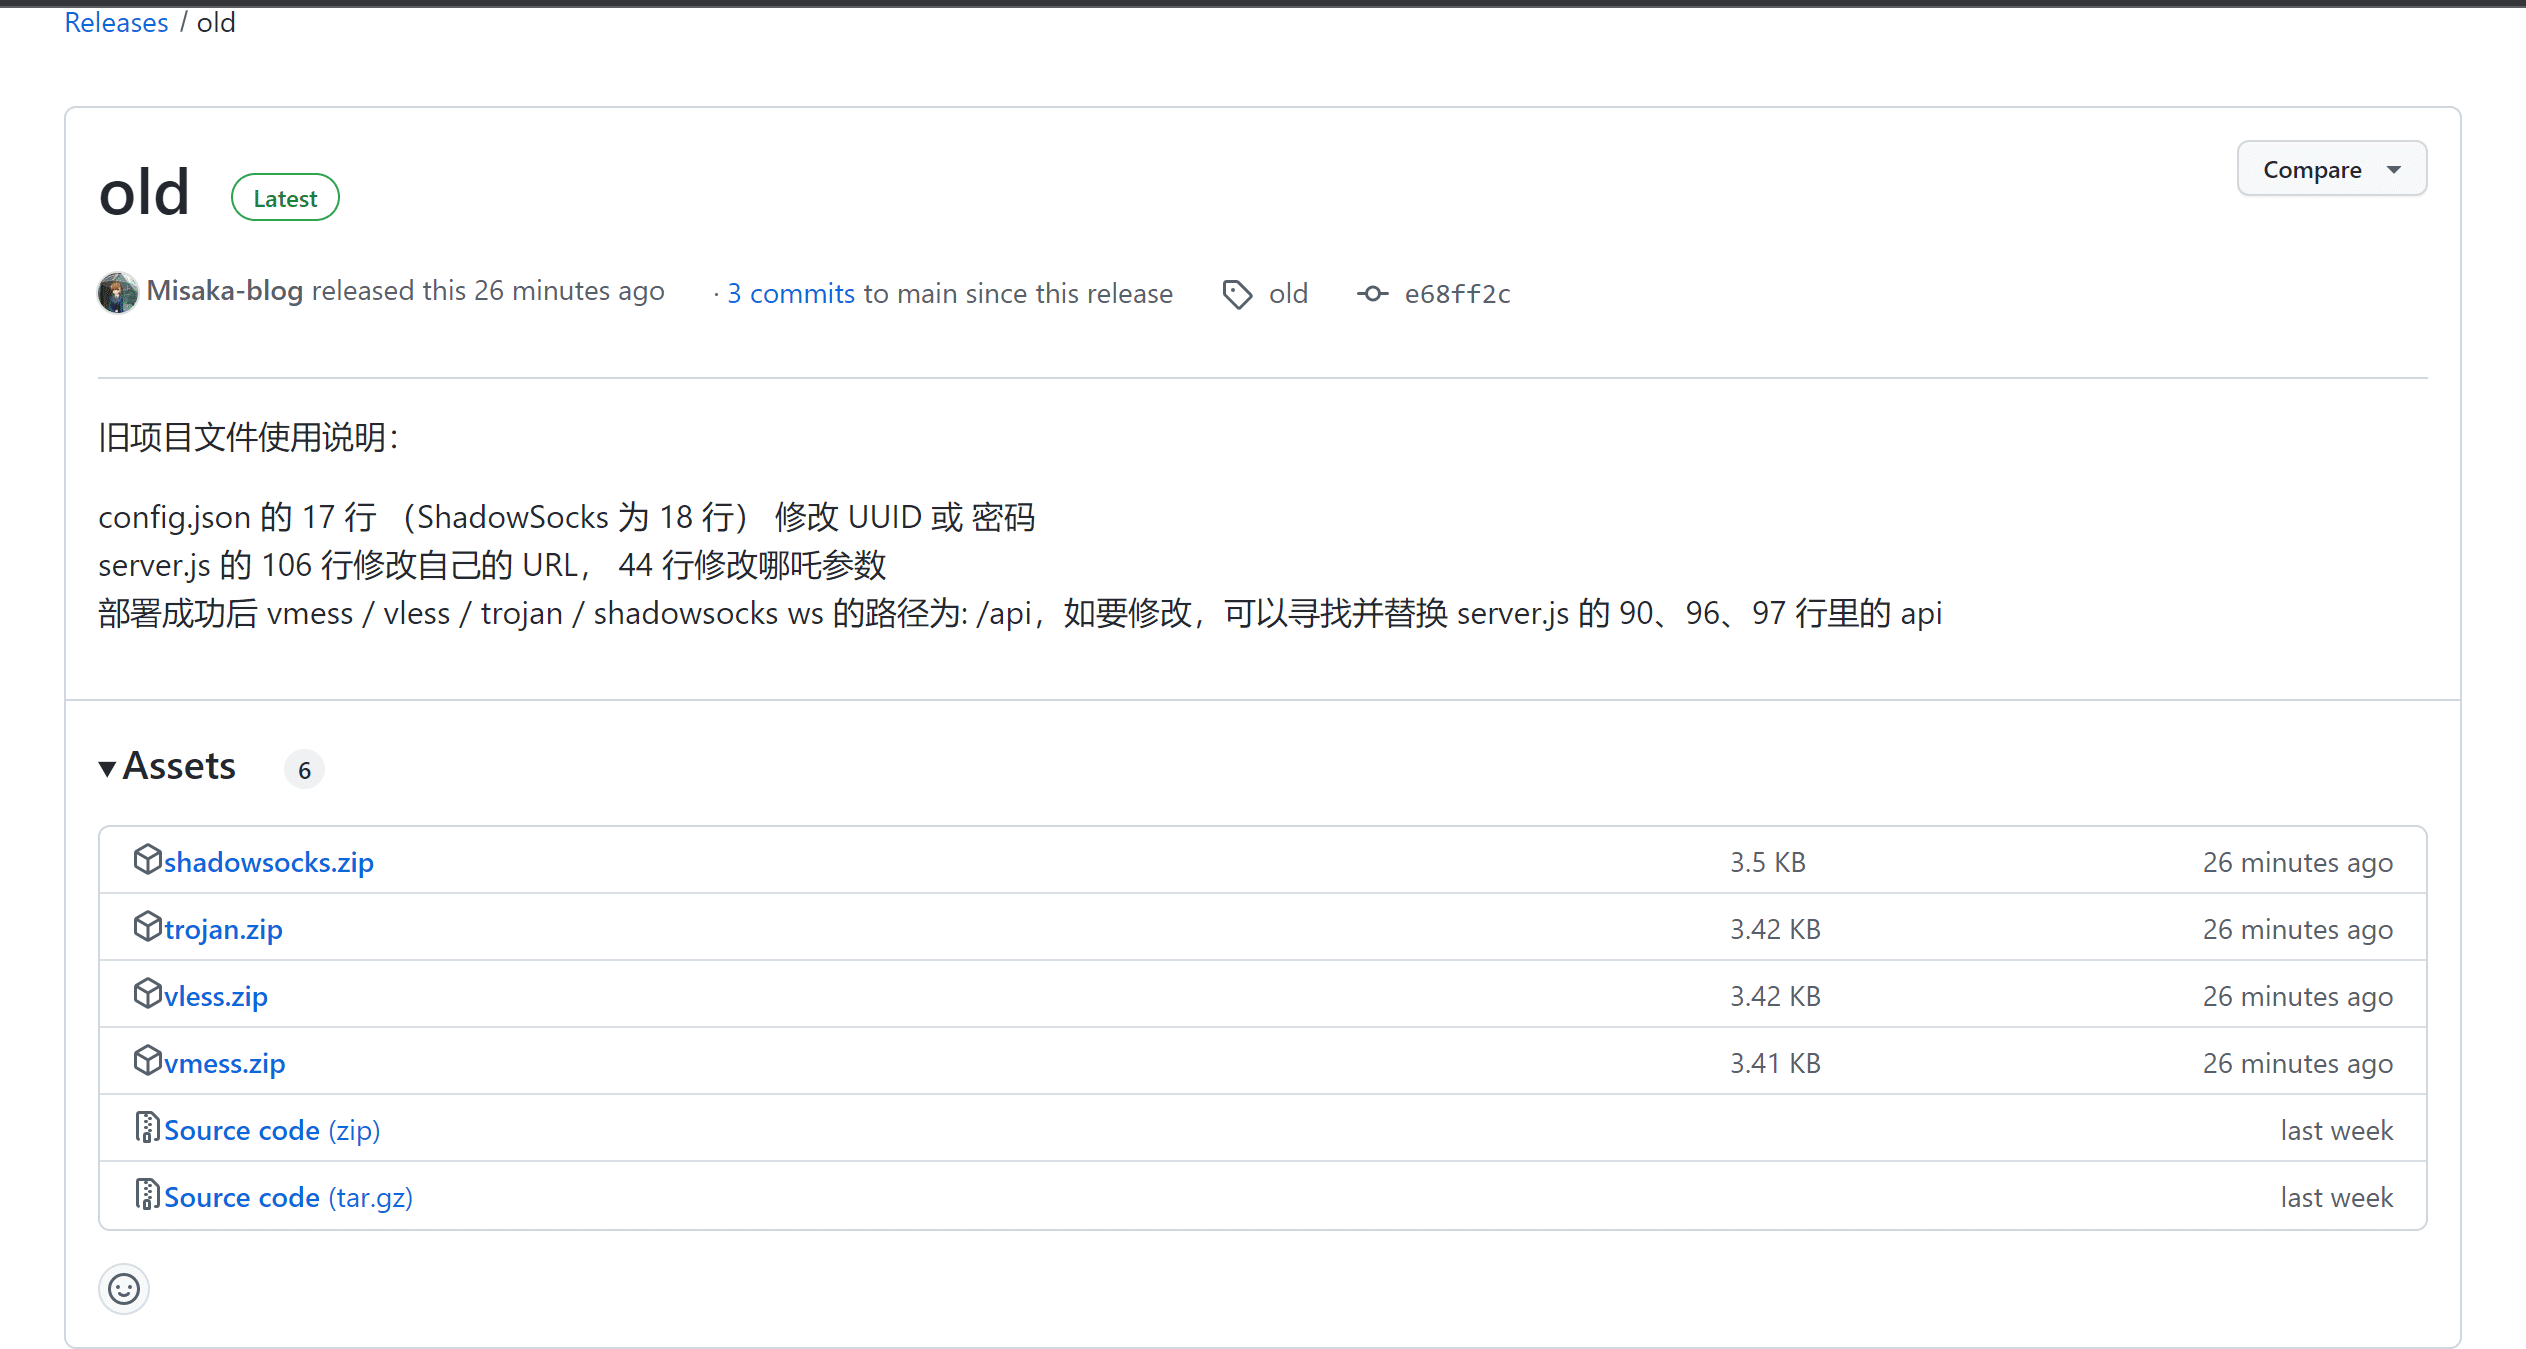 Releases / old
old Latest
Compare
Misaka-blog released this 26 minutes ago · 3 commits to main since this release old e68ff2c
旧项目文件使用说明：
config.json 的 17 行 （ShadowSocks 为 18 行） 修改 UUID 或 密码
server.js 的 106 行修改自己的 URL， 44 行修改哪吒参数
部署成功后 vmess / vless / trojan / shadowsocks ws 的路径为: /api，如要修改，可以寻找并替换 server.js 的 90、96、97 行里的 api
Assets 6
shadowsocks.zip 3.5 KB 26 minutes ago
trojan.zip 3.42 KB 26 minutes ago
vless.zip 3.42 KB 26 minutes ago
vmess.zip 3.41 KB 26 minutes ago
Source code (zip) last week
Source code (tar.gz) last week